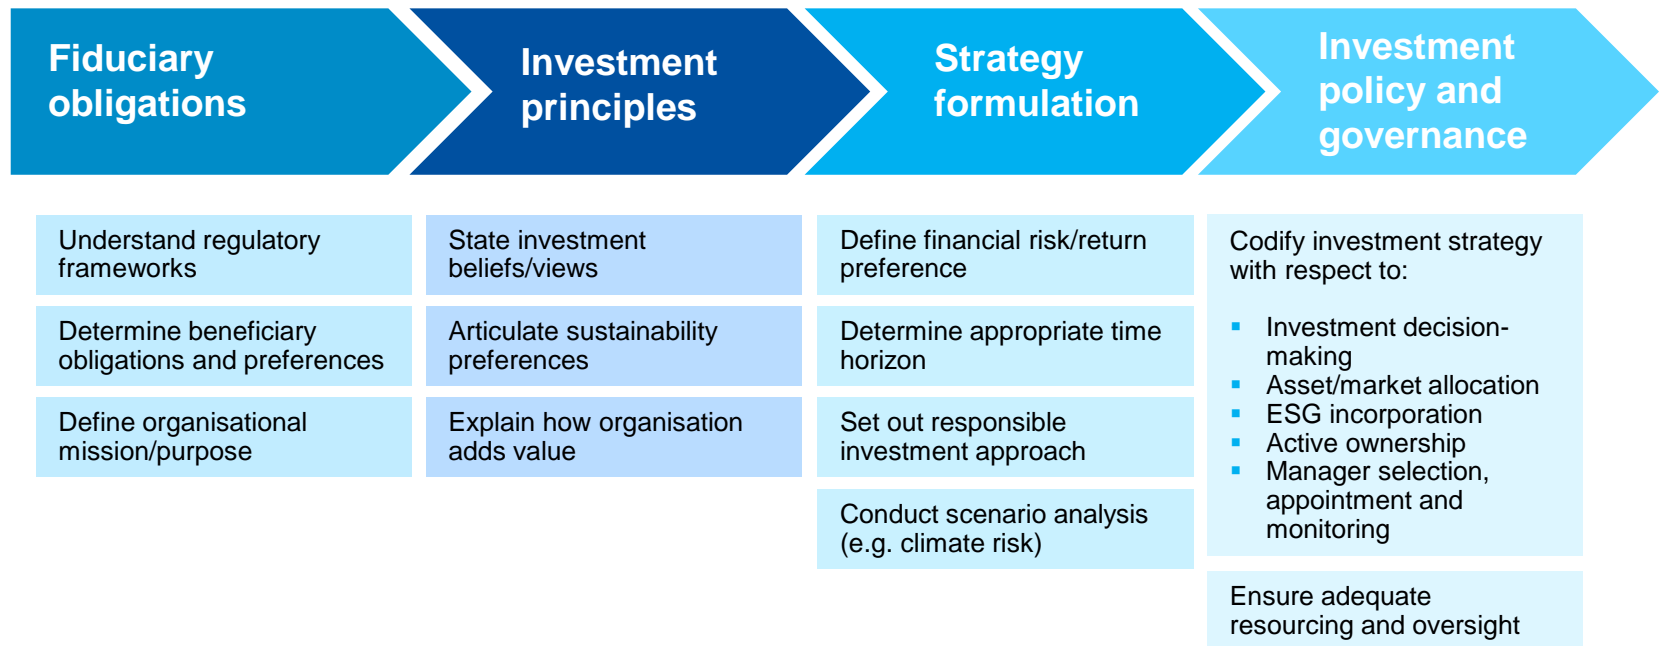 Fiduciary
obligations
Investment
principles
Strategy
formulation
Investment
policy and
governance
Understand regulatory
frameworks
Determine beneficiary
obligations and preferences
Define organisational
mission/purpose
State investment
beliefs/views
Articulate sustainability
preferences
Explain how organisation
adds value
Define financial risk/return
preference
Determine appropriate time
horizon
Set out responsible
investment approach
Conduct scenario analysis
(e.g. climate risk)
Codify investment strategy
with respect to:
▪ Investment decision-
making
▪ Asset/market allocation
▪ ESG incorporation
▪ Active ownership
▪ Manager selection,
appointment and
monitoring
Ensure adequate
resourcing and oversight